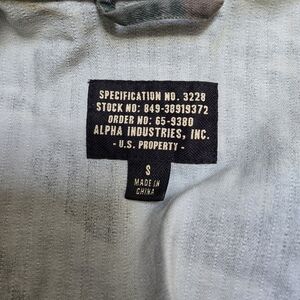 SPECIFICATION NO. 3228
STOCK NO: 849-38919372
ORDER NO: 65-9380
ALPHA INDUSTRIES, INC.
- U.S. PROPERTY -
S
MADE IN
CHINA